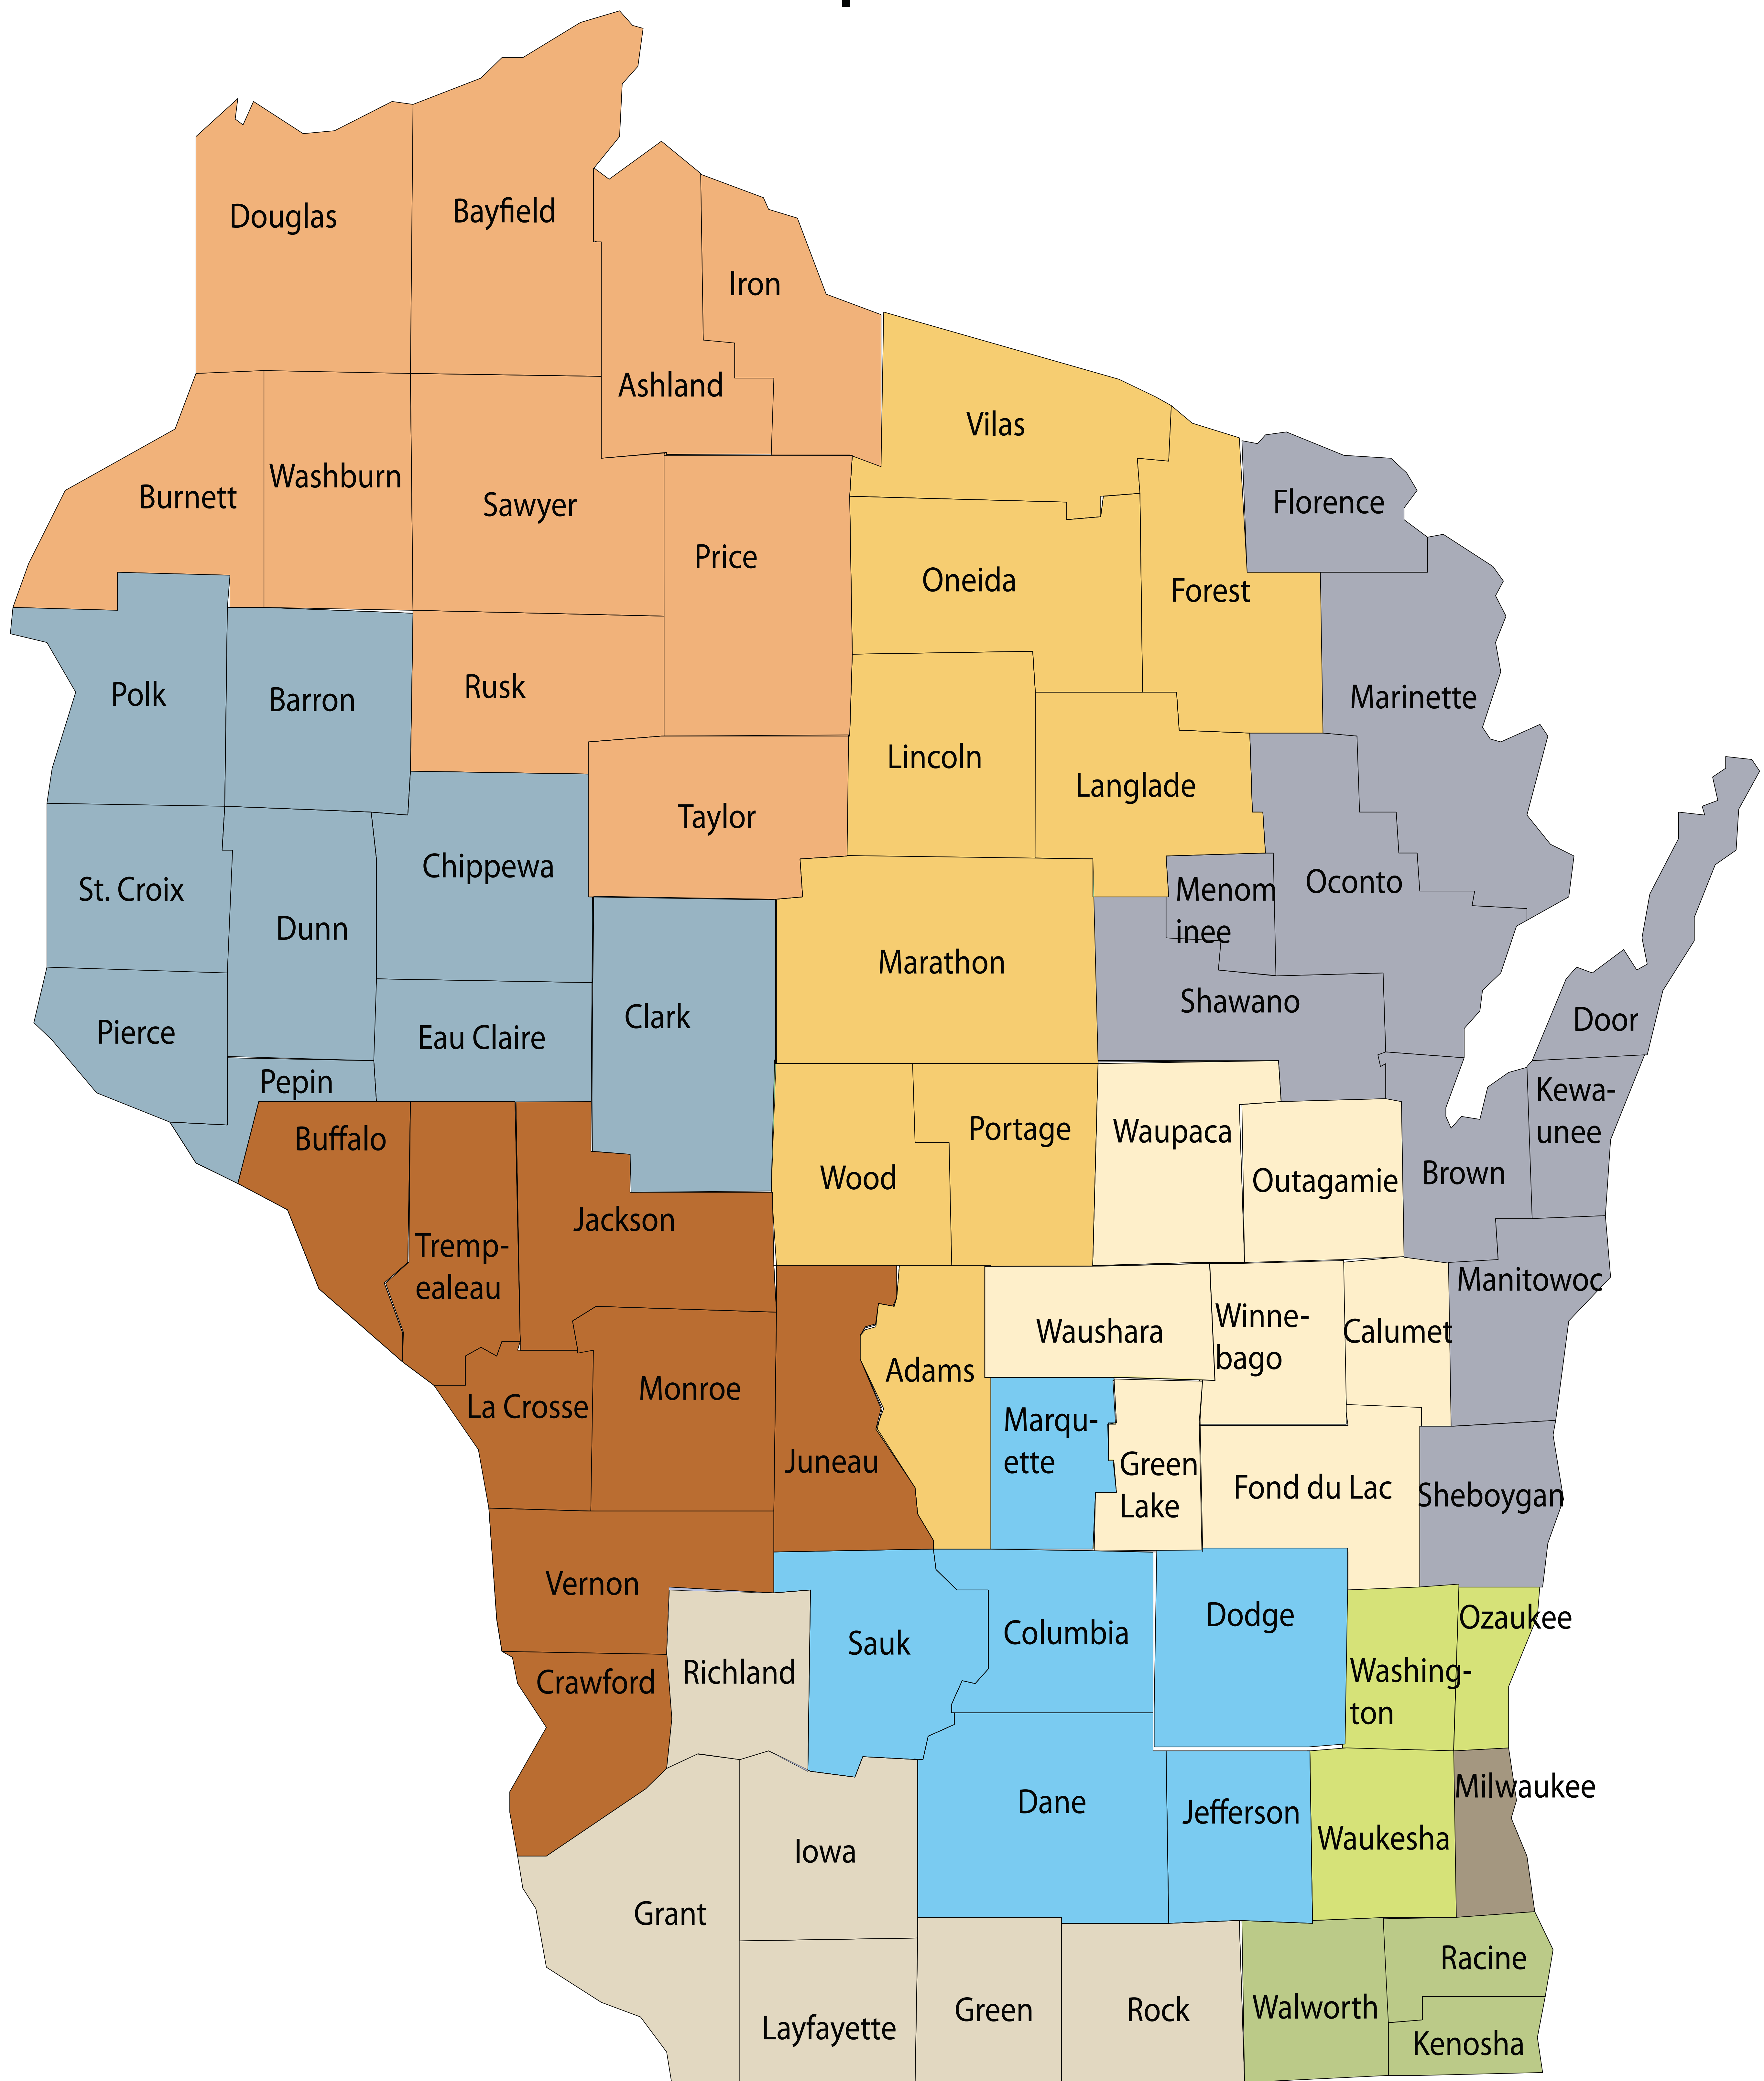 Douglas
Bayfield
Iron
Ashland
Vilas
Burnett
Washburn
Sawyer
Florence
Price
Oneida
Forest
Polk
Barron
Rusk
Marinette
Lincoln
Langlade
Taylor
St. Croix
Chippewa
Menom
inee
Oconto
Dunn
Marathon
Shawano
Door
Pierce
Eau Claire
Clark
Pepin
Kewa-
unee
Buffalo
Portage
Waupaca
Wood
Outagamie
Brown
Jackson
Tremp-
ealeau
Manitowoc
Waushara
Winne-
bago
Calumet
Adams
Monroe
La Crosse
Marqu-
ette
Juneau
Green
Lake
Fond du Lac
Sheboygan
Vernon
Sauk
Columbia
Dodge
Ozaukee
Richland
Crawford
Washing-
ton
Dane
Jefferson
Milwaukee
Waukesha
Iowa
Grant
Racine
Layfayette
Green
Rock
Walworth
Kenosha